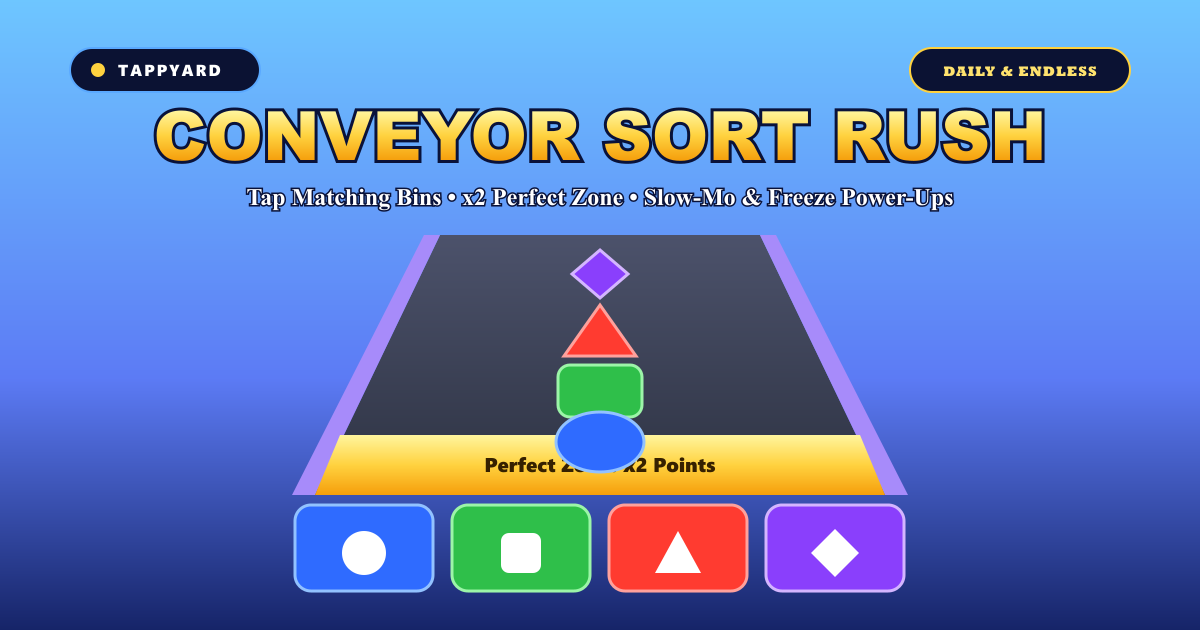 TAPPYARD
DAILY & ENDLESS
CONVEYOR SORT RUSH
Tap Matching Bins • x2 Perfect Zone • Slow-Mo & Freeze Power-Ups
Perfect x2 Points